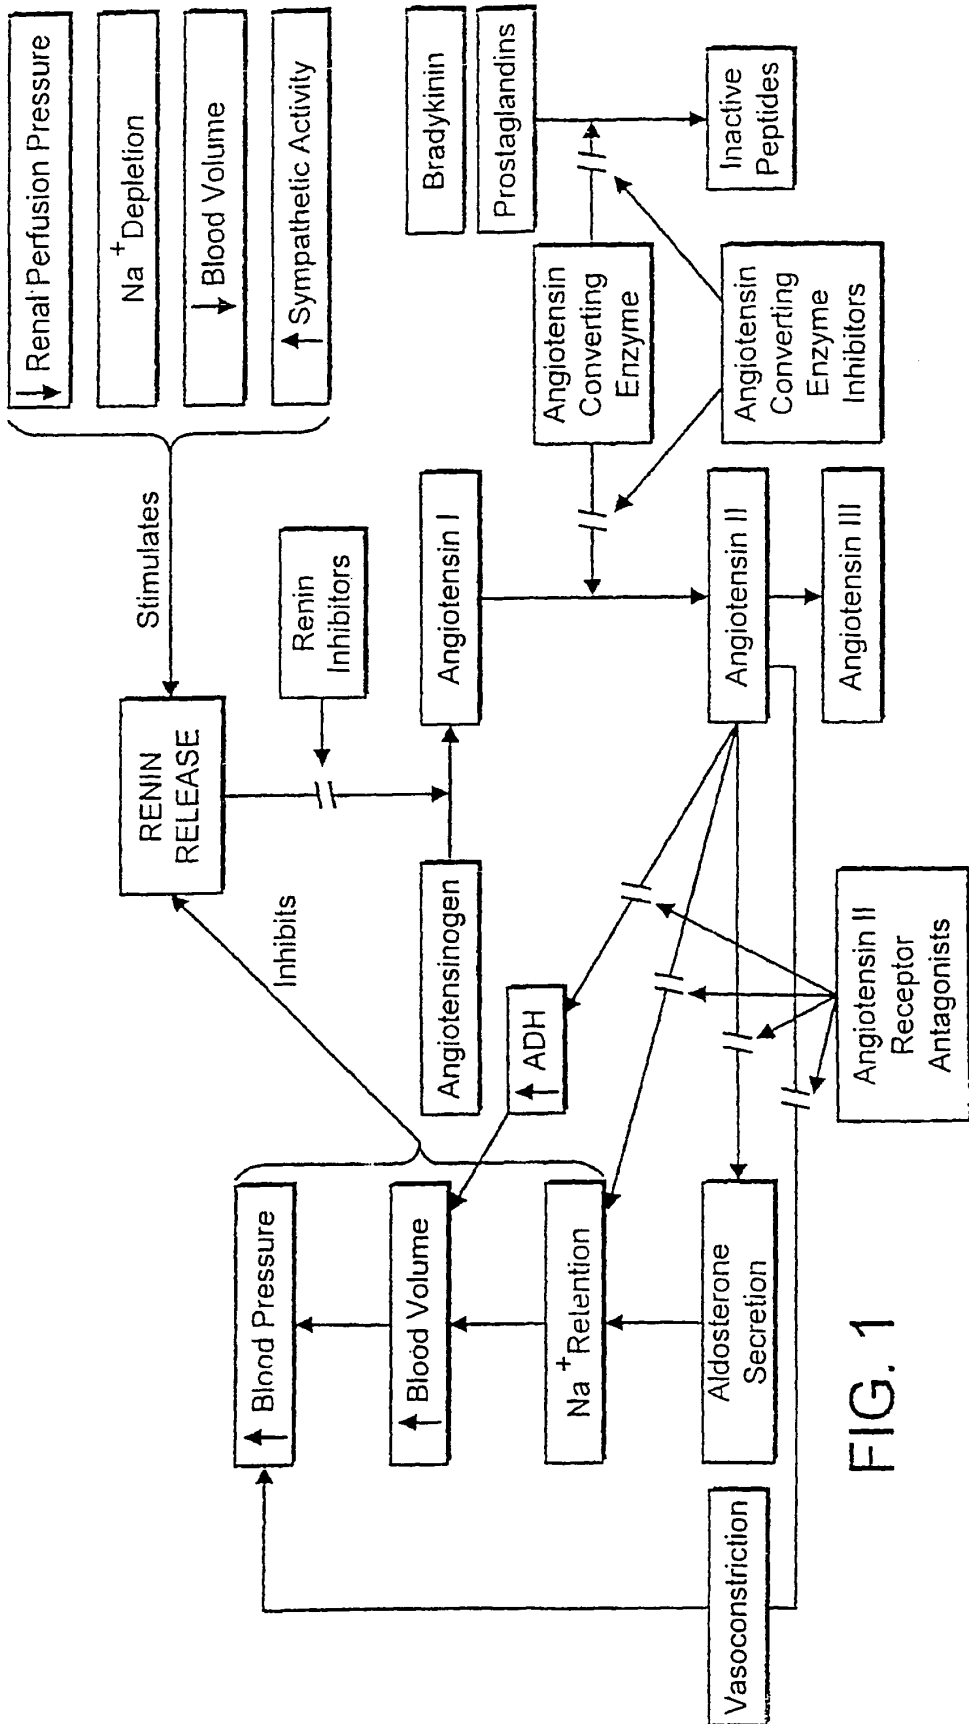 ↓ Renal Perfusion Pressure
Na+ Depletion
↓ Blood Volume
↑ Sympathetic Activity
Stimulates
RENIN
RELEASE
Inhibits
Renin
Inhibitors
↑ Blood Pressure
↑ Blood Volume
Na+ Retention
Aldosterone
Secretion
Vasoconstriction
Angiotensinogen
Angiotensin I
↑ ADH
Bradykinin
Prostaglandins
Angiotensin
Converting
Enzyme
Inactive
Peptides
Angiotensin
Converting
Enzyme
Inhibitors
Angiotensin II
Angiotensin III
Angiotensin II
Receptor
Antagonists
FIG. 1